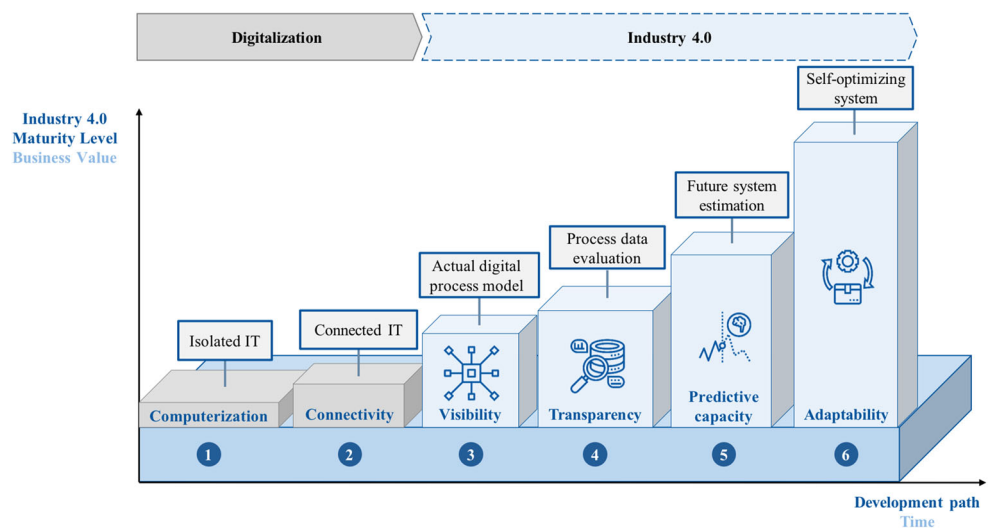 Digitalization
Industry 4.0
Industry 4.0
Maturity Level
Business Value
Isolated IT
Connected IT
Actual digital
process model
Process data
evaluation
Future system
estimation
Self-optimizing
system
Computerization
Connectivity
Visibility
Transparency
Predictive
capacity
Adaptability
1
2
3
4
5
6
Development path
Time